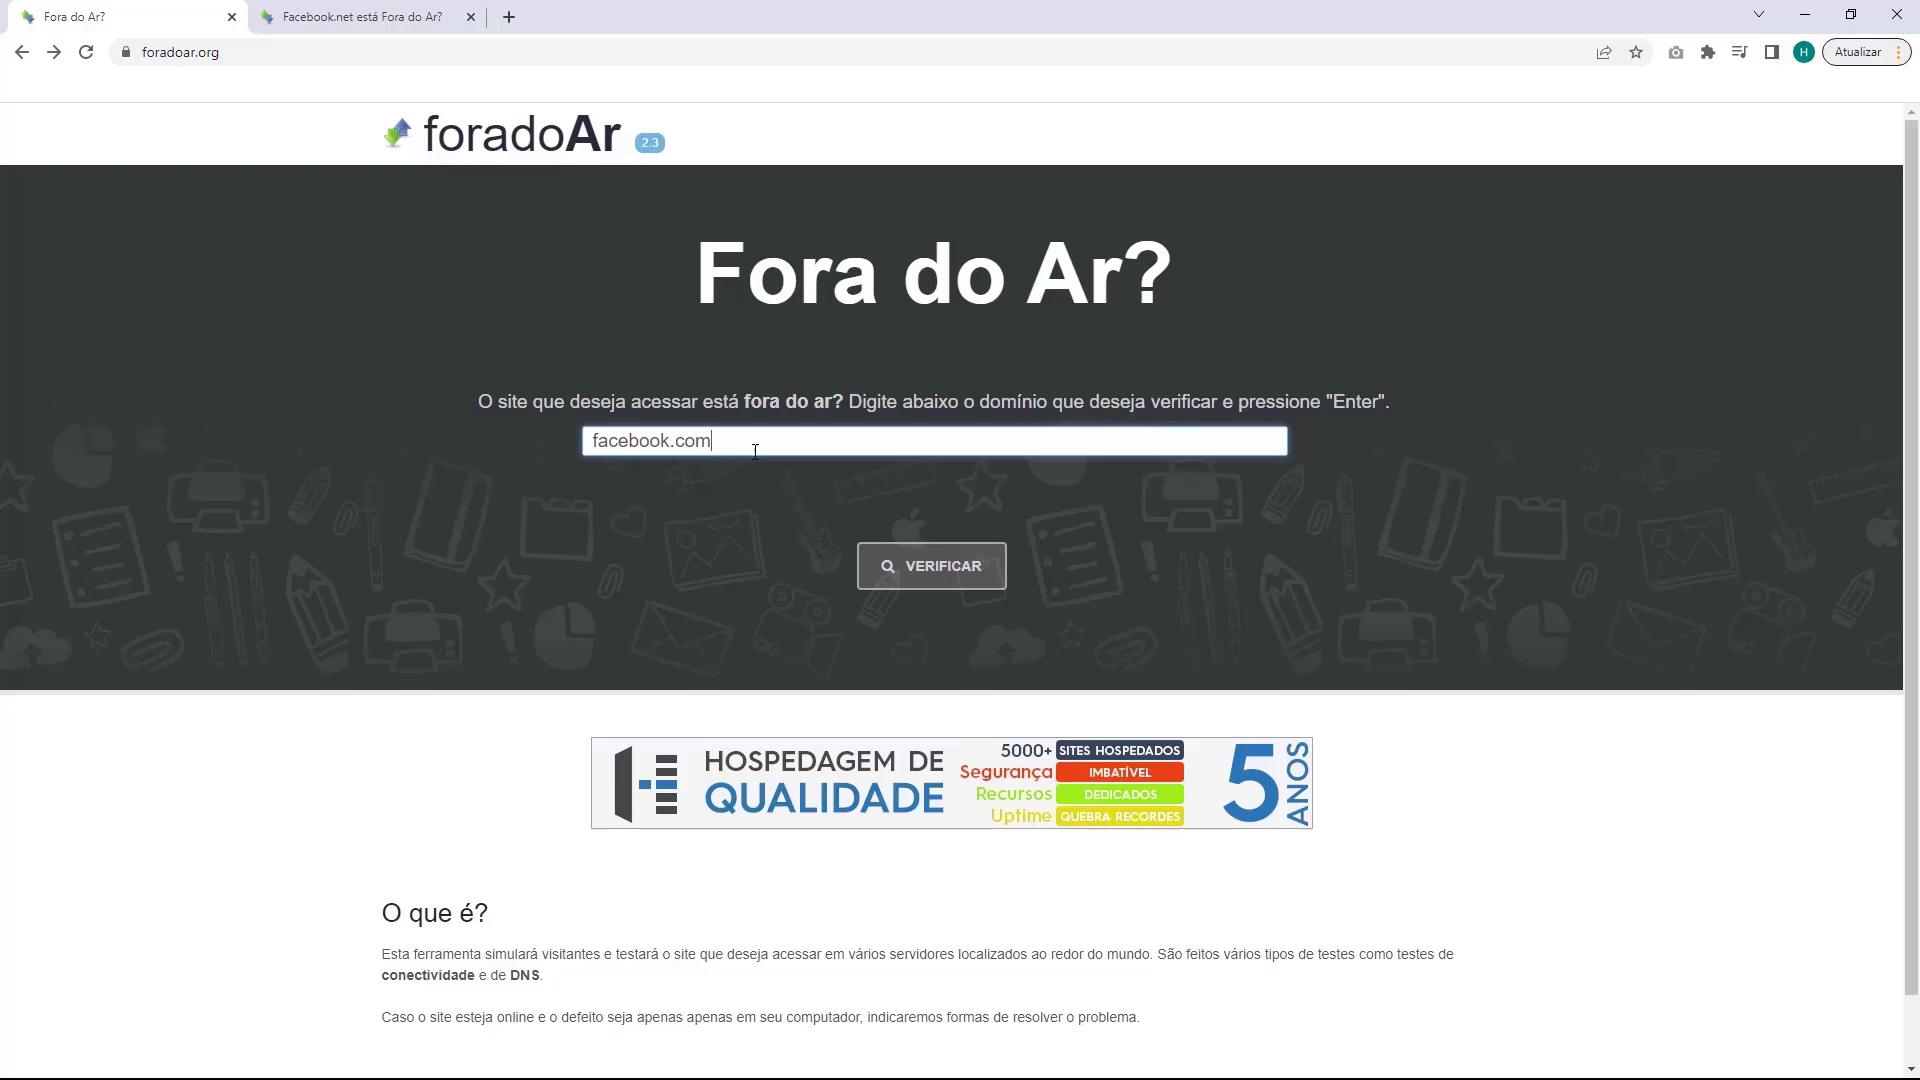 Fora do Ar?
Facebook.net está Fora do Ar?
foradoar.org
H
Atualizar
foradoAr 2.3
Fora do Ar?
O site que deseja acessar está fora do ar? Digite abaixo o domínio que deseja verificar e pressione "Enter".
facebook.com
VERIFICAR
HOSPEDAGEM DE
QUALIDADE
5000+ SITES HOSPEDADOS
Segurança IMBATÍVEL
Recursos DEDICADOS
Uptime QUEBRA RECORDES
5 ANOS
O que é?
Esta ferramenta simulará visitantes e testará o site que deseja acessar em vários servidores localizados ao redor do mundo. São feitos vários tipos de testes como testes de
conectividade e de DNS.
Caso o site esteja online e o defeito seja apenas apenas em seu computador, indicaremos formas de resolver o problema.